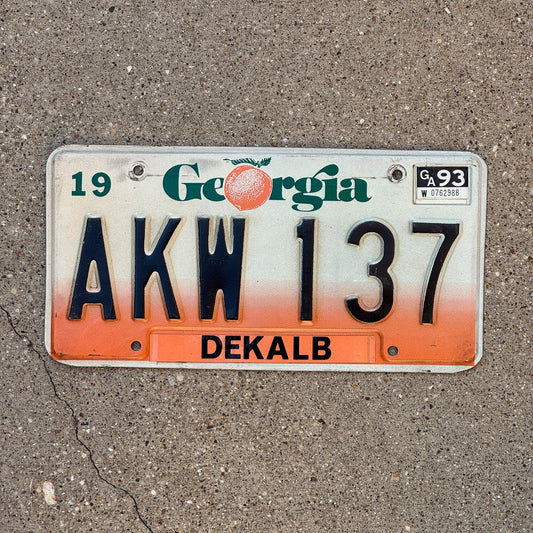 19 Georgia GA 93
W 0762988
AKW 137
DEKALB